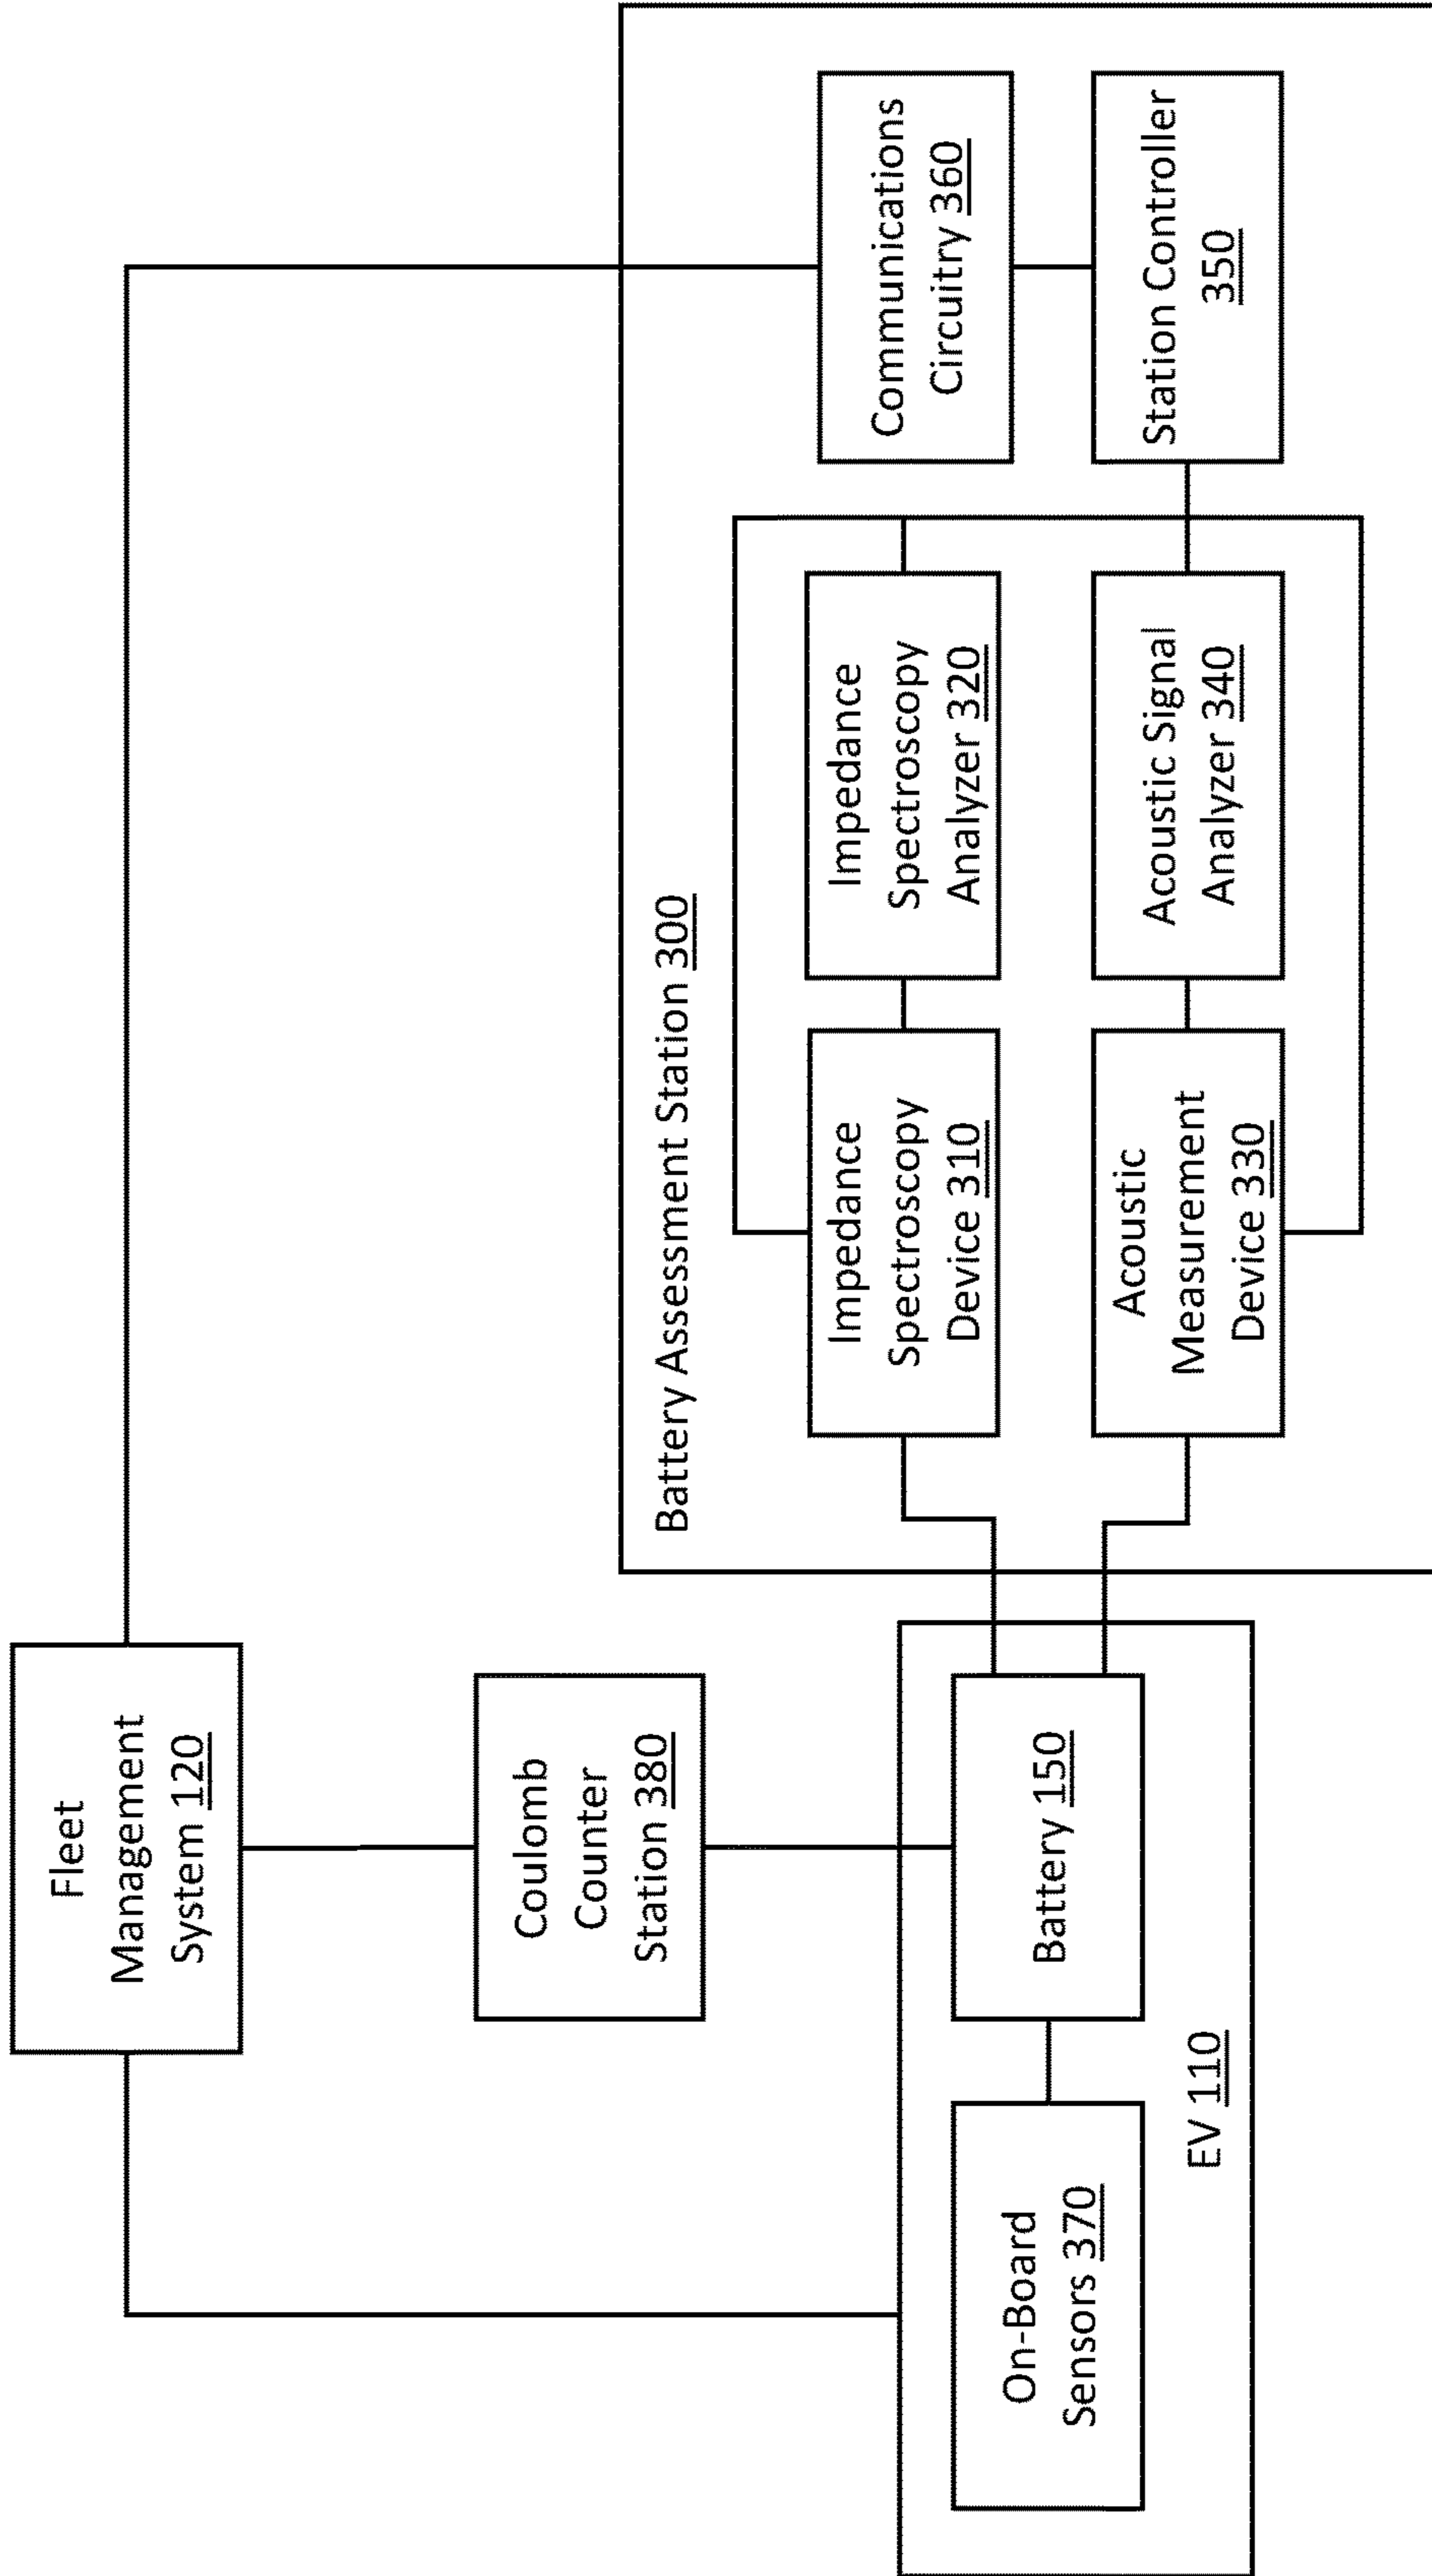 Fleet
Management
System 120
Coulomb
Counter
Station 380
On-Board
Sensors 370
Battery 150
EV 110
Battery Assessment Station 300
Impedance
Spectroscopy
Device 310
Impedance
Spectroscopy
Analyzer 320
Communications
Circuitry 360
Acoustic
Measurement
Device 330
Acoustic Signal
Analyzer 340
Station Controller
350